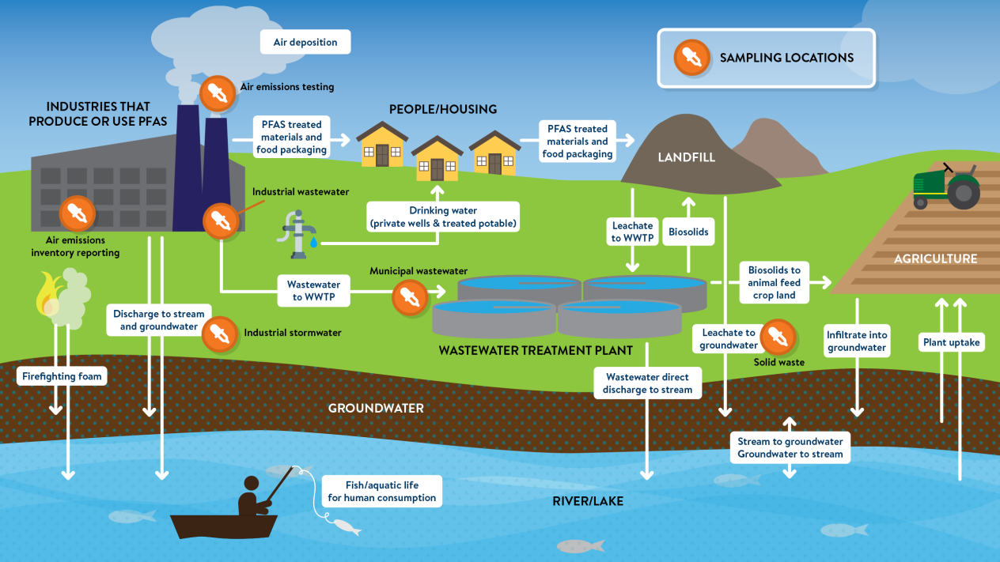 Air deposition
SAMPLING LOCATIONS
Air emissions testing
INDUSTRIES THAT
PRODUCE OR USE PFAS
PEOPLE/HOUSING
PFAS treated
materials and
food packaging
PFAS treated
materials and
food packaging
LANDFILL
Industrial wastewater
Drinking water
(private wells & treated potable)
Leachate
to WWTP
Biosolids
Air emissions
inventory reporting
AGRICULTURE
Municipal wastewater
Wastewater
to WWTP
Biosolids to
animal feed
crop land
Discharge to stream
and groundwater
Industrial stormwater
WASTEWATER TREATMENT PLANT
Leachate to
groundwater
Solid waste
Infiltrate into
groundwater
Plant uptake
Firefighting foam
Wastewater direct
discharge to stream
GROUNDWATER
Stream to groundwater
Groundwater to stream
Fish/aquatic life
for human consumption
RIVER/LAKE